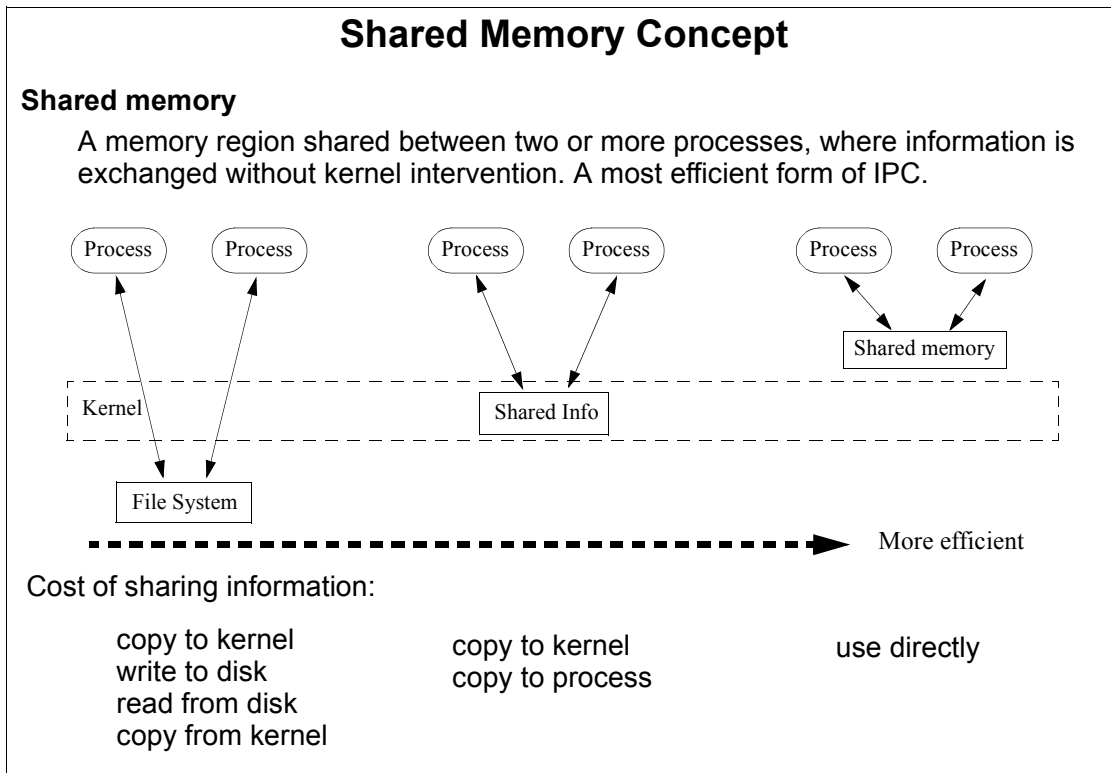 Shared Memory Concept
Shared memory
A memory region shared between two or more processes, where information is
exchanged without kernel intervention. A most efficient form of IPC.
Process
Process
Process
Process
Process
Process
Shared memory
Kernel
Shared Info
File System
More efficient
Cost of sharing information:
copy to kernel
write to disk
read from disk
copy from kernel
copy to kernel
copy to process
use directly